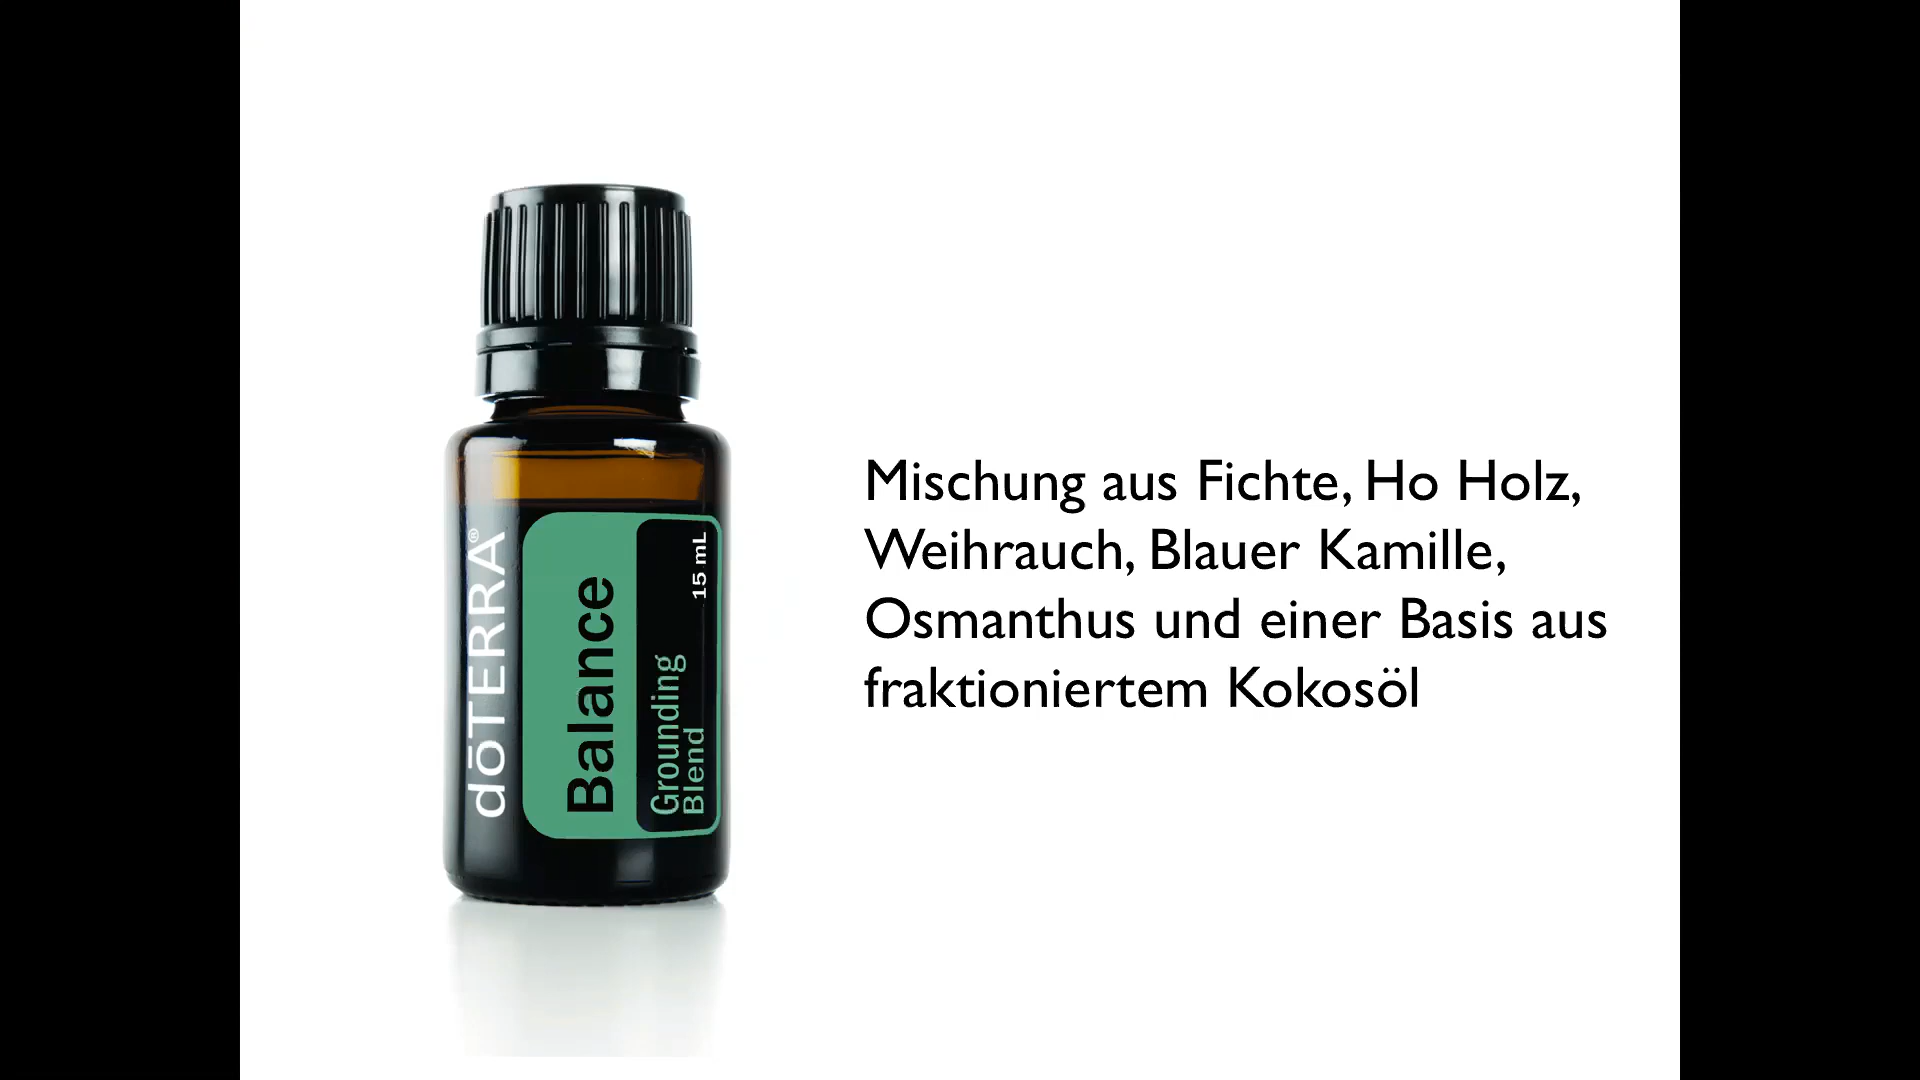 dōTERRA®
Balance
Grounding
Blend
15 mL
Mischung aus Fichte, Ho Holz,
Weihrauch, Blauer Kamille,
Osmanthus und einer Basis aus
fraktioniertem Kokosöl